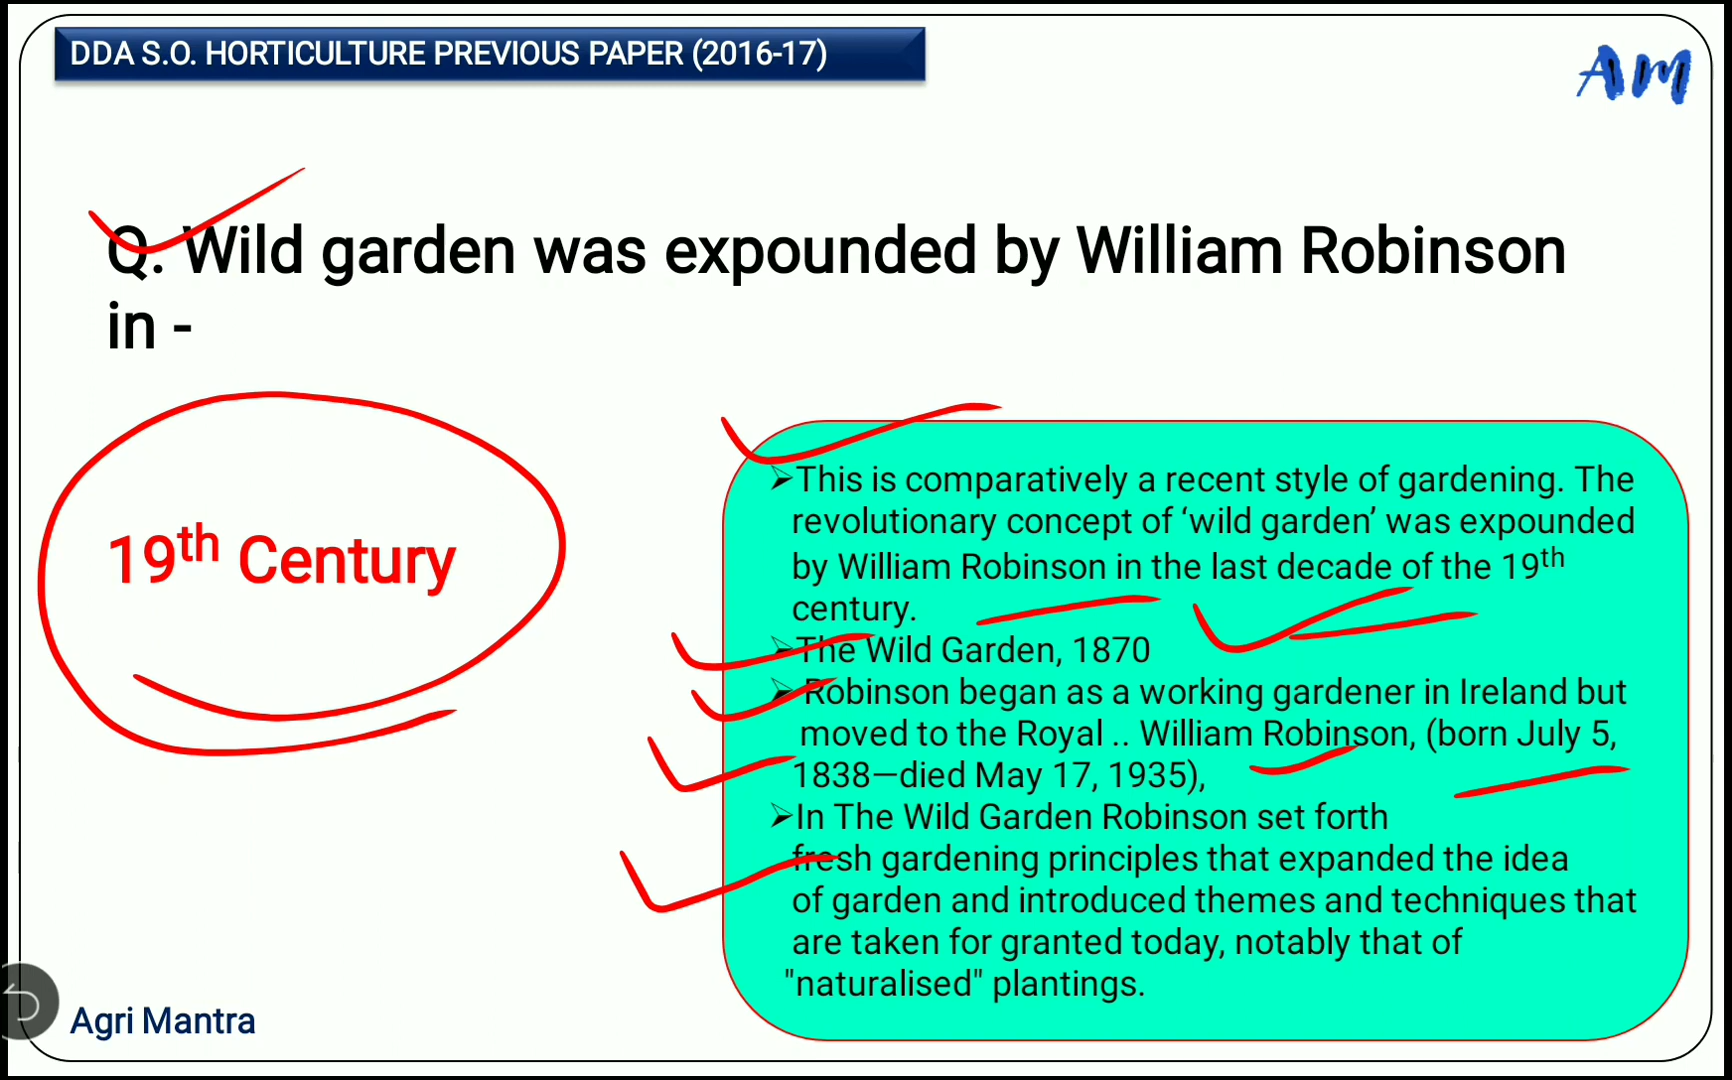 DDA S.O. HORTICULTURE PREVIOUS PAPER (2016-17)
AM
Q. Wild garden was expounded by William Robinson
in -
19th Century
➢This is comparatively a recent style of gardening. The
revolutionary concept of ‘wild garden’ was expounded
by William Robinson in the last decade of the 19th
century.
➢The Wild Garden, 1870
➢ Robinson began as a working gardener in Ireland but
moved to the Royal .. William Robinson, (born July 5,
1838—died May 17, 1935),
➢In The Wild Garden Robinson set forth
fresh gardening principles that expanded the idea
of garden and introduced themes and techniques that
are taken for granted today, notably that of
"naturalised" plantings.
Agri Mantra